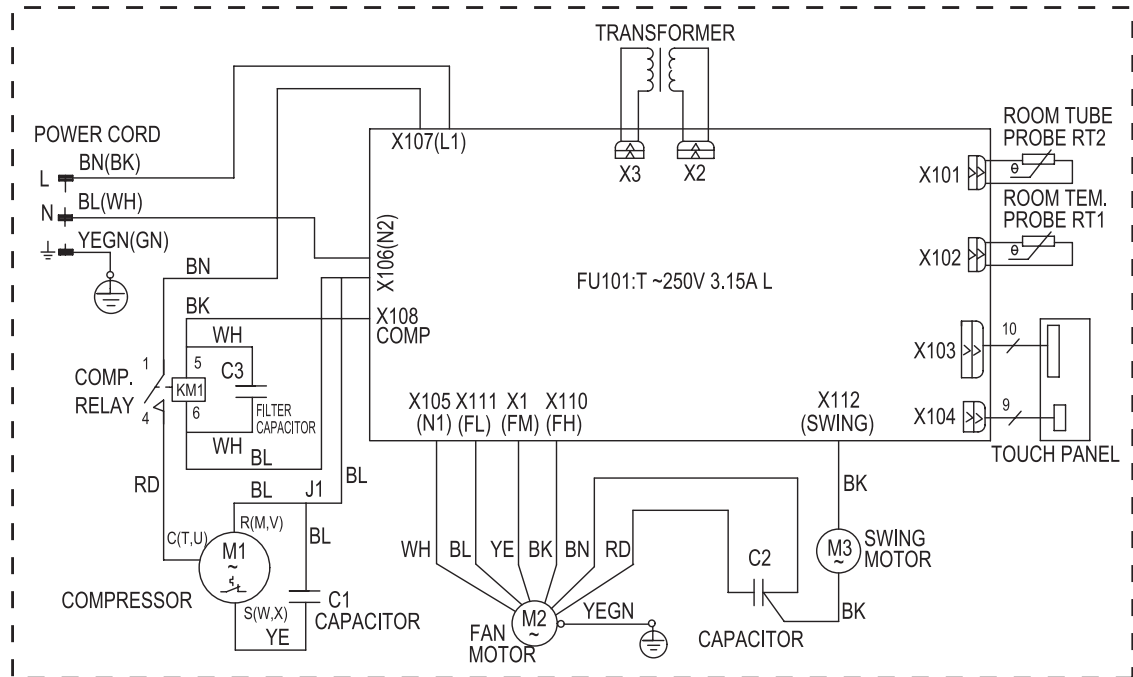 TRANSFORMER
X3
X2
POWER CORD
L
BN(BK)
N
BL(WH)
YEGN(GN)
X107(L1)
X106(N2)
X108
COMP
FU101:T ~250V 3.15A L
X101
ROOM TUBE
PROBE RT2
θ
X102
ROOM TEM.
PROBE RT1
θ
X103
10
X104
9
TOUCH PANEL
BN
BK
WH
1
5
C3
COMP.
RELAY
KM1
4
6
FILTER
CAPACITOR
WH
BL
RD
BL
J1
BL
R(M,V)
C(T,U)
M1
~
BL
COMPRESSOR
S(W,X)
YE
C1
CAPACITOR
X105
(N1)
X111
(FL)
X1
(FM)
X110
(FH)
X112
(SWING)
WH
BL
YE
BK
BN
RD
BK
M2
~
FAN
MOTOR
YEGN
C2
CAPACITOR
M3
~
SWING
MOTOR
BK